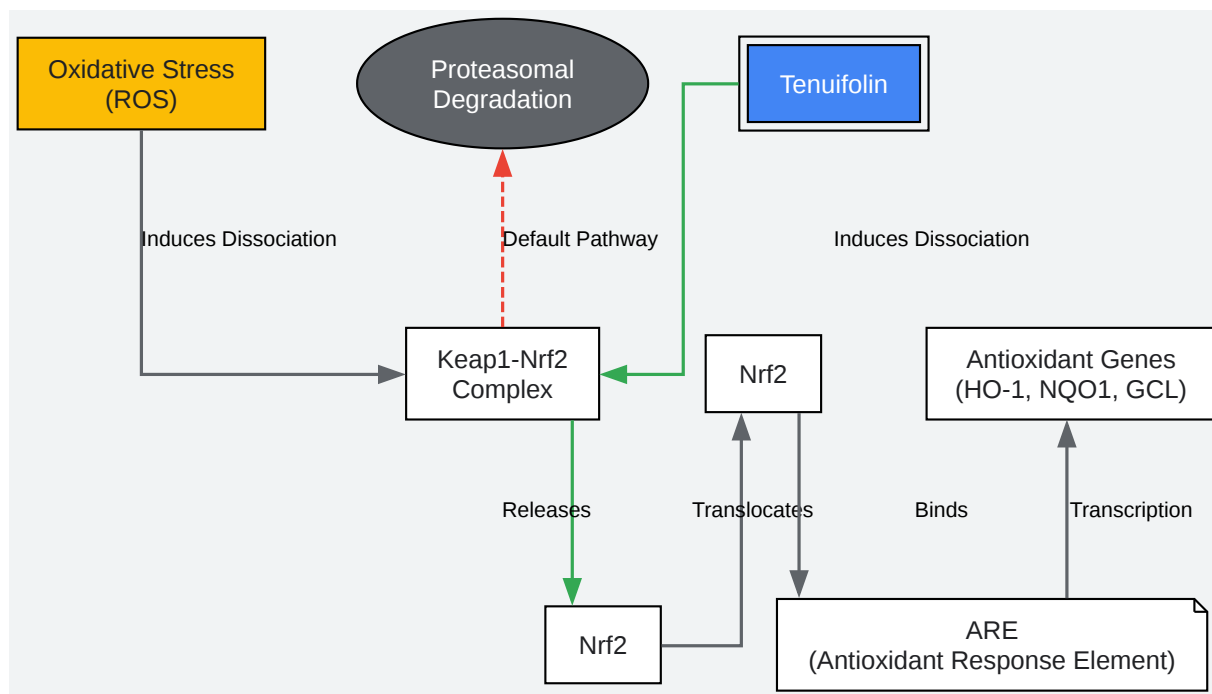 Oxidative Stress
(ROS)
Proteasomal
Degradation
Tenuifolin
Induces Dissociation
Default Pathway
Induces Dissociation
Keap1-Nrf2
Complex
Nrf2
Antioxidant Genes
(HO-1, NQO1, GCL)
Releases
Translocates
Binds
Transcription
Nrf2
ARE
(Antioxidant Response Element)